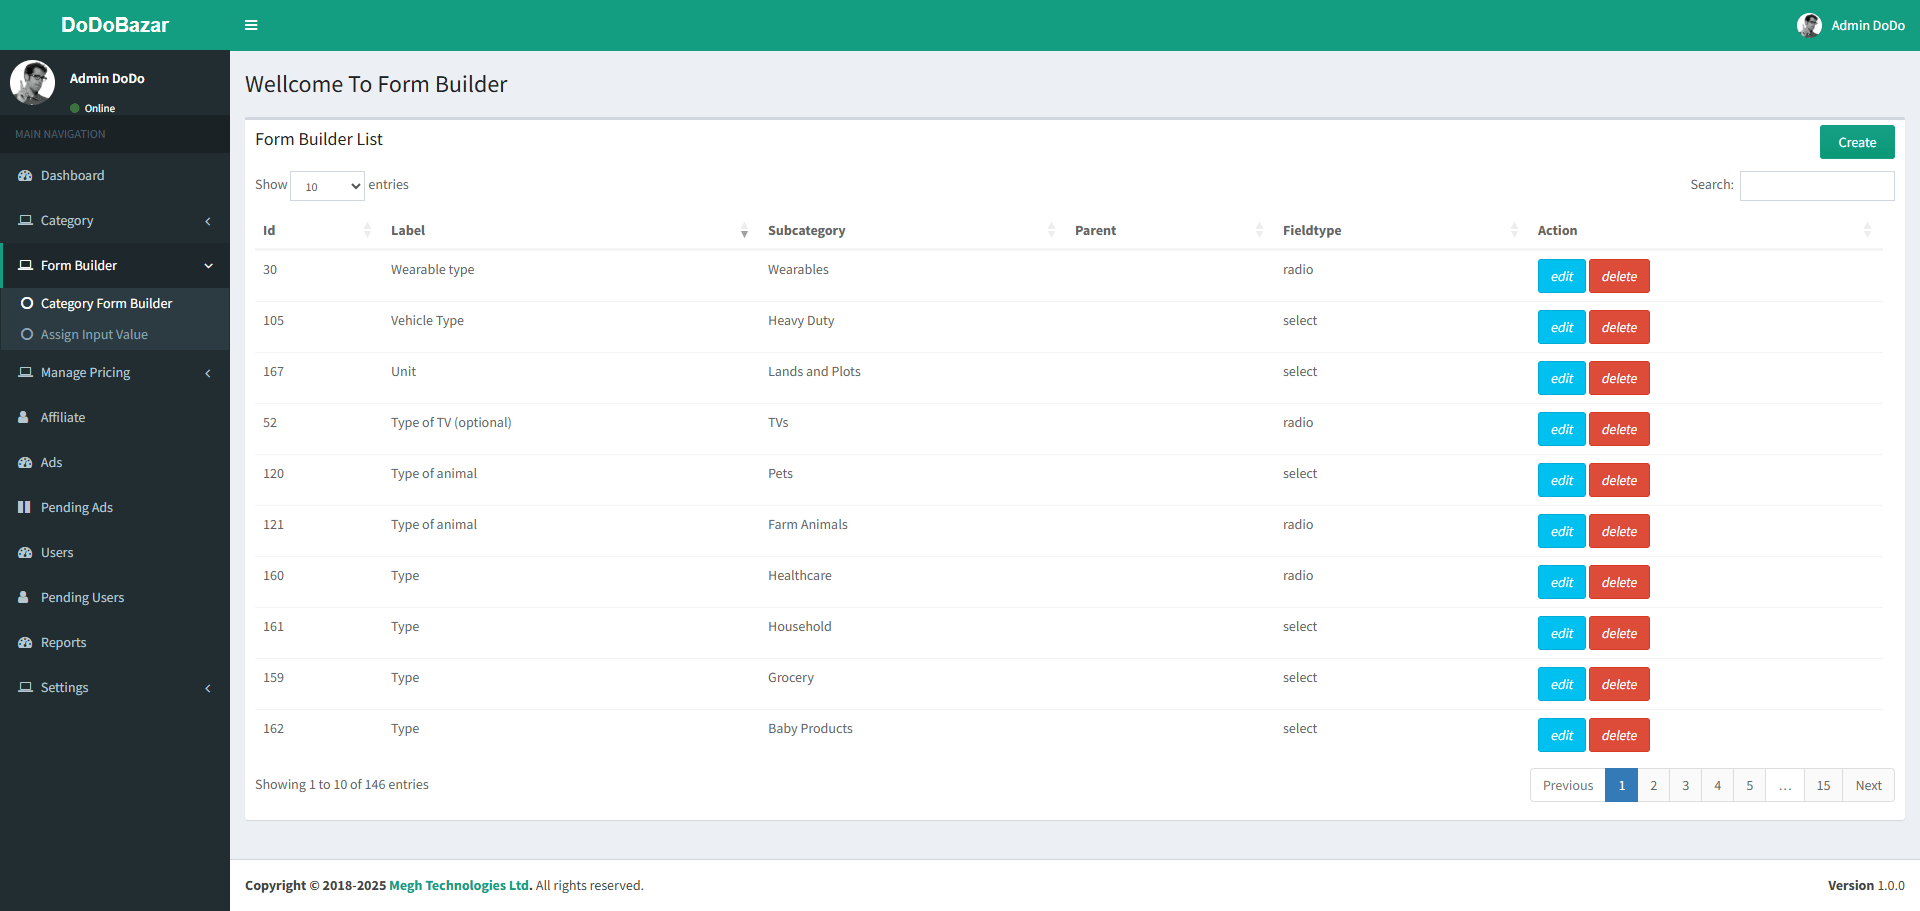 DoDoBazar
Admin DoDo
Admin DoDo
Online
MAIN NAVIGATION
Dashboard
Category
Form Builder
Category Form Builder
Assign Input Value
Manage Pricing
Affiliate
Ads
Pending Ads
Users
Pending Users
Reports
Settings
Wellcome To Form Builder
Form Builder List
Create
Show 10 entries
Search:
Id Label Subcategory Parent Fieldtype Action
30 Wearable type Wearables radio edit delete
105 Vehicle Type Heavy Duty select edit delete
167 Unit Lands and Plots select edit delete
52 Type of TV (optional) TVs radio edit delete
120 Type of animal Pets select edit delete
121 Type of animal Farm Animals radio edit delete
160 Type Healthcare radio edit delete
161 Type Household select edit delete
159 Type Grocery select edit delete
162 Type Baby Products select edit delete
Showing 1 to 10 of 146 entries
Previous 1 2 3 4 5 … 15 Next
Copyright © 2018-2025 Megh Technologies Ltd. All rights reserved.
Version 1.0.0